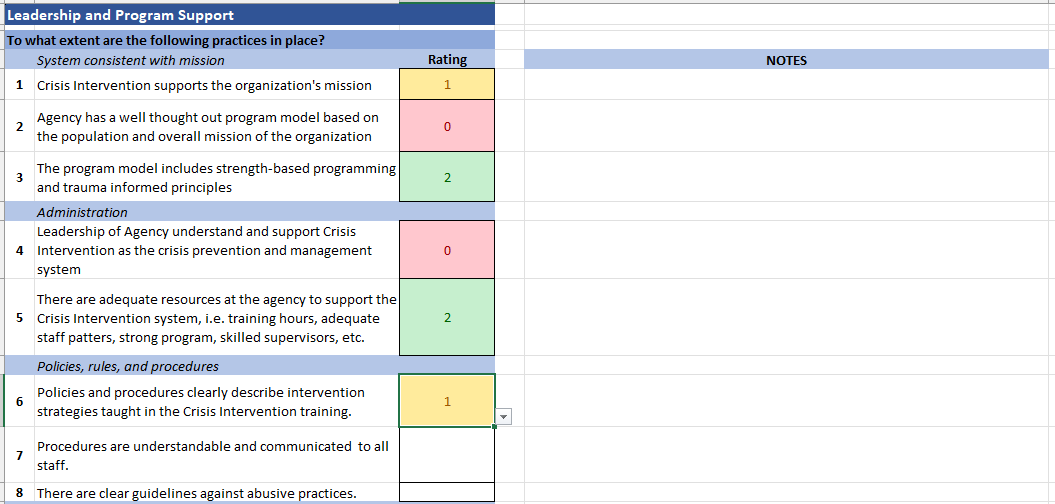 Leadership and Program Support
To what extent are the following practices in place?
System consistent with mission
Rating
NOTES
1 Crisis Intervention supports the organization's mission 1
2 Agency has a well thought out program model based on
the population and overall mission of the organization 0
3 The program model includes strength-based programming
and trauma informed principles 2
Administration
4 Leadership of Agency understand and support Crisis
Intervention as the crisis prevention and management
system 0
5 There are adequate resources at the agency to support the
Crisis Intervention system, i.e. training hours, adequate
staff patters, strong program, skilled supervisors, etc. 2
Policies, rules, and procedures
6 Policies and procedures clearly describe intervention
strategies taught in the Crisis Intervention training. 1
7 Procedures are understandable and communicated  to all
staff.
8 There are clear guidelines against abusive practices.